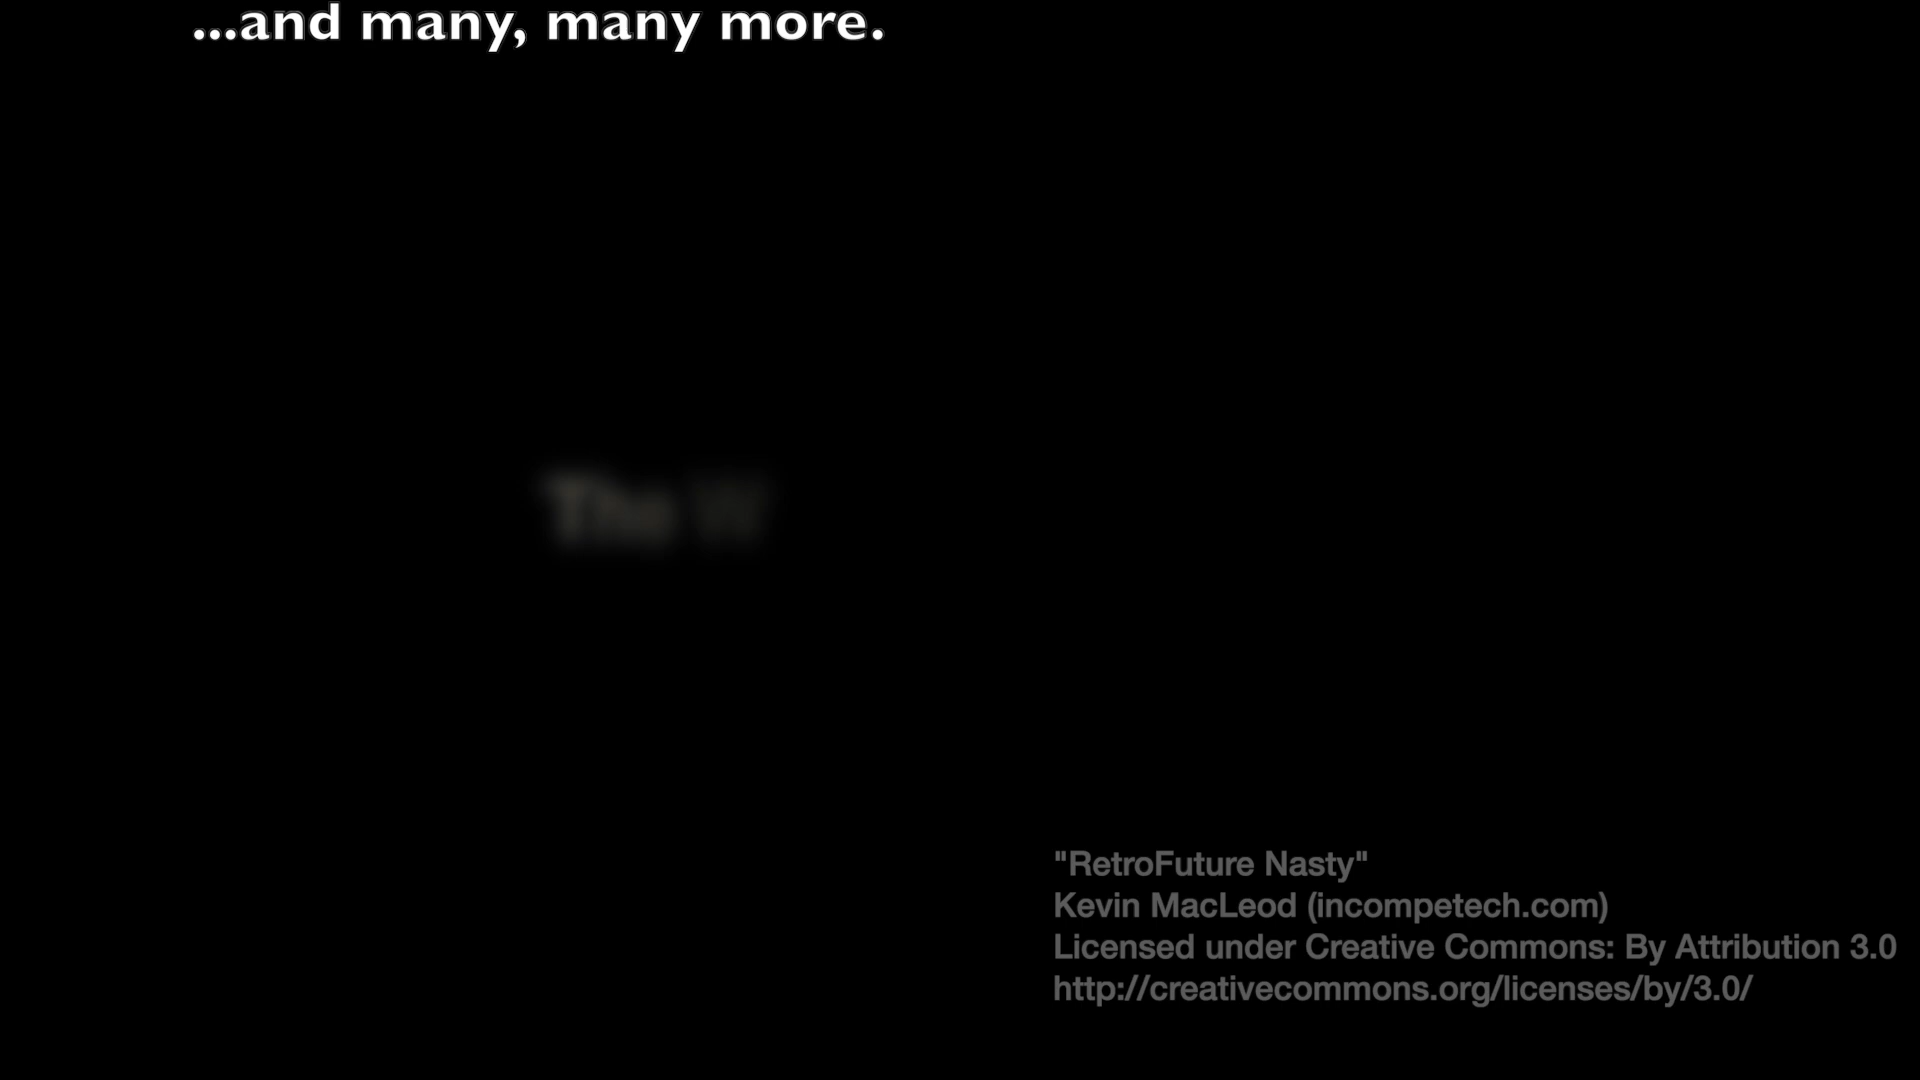 ...and many, many more.
The W
"RetroFuture Nasty"
Kevin MacLeod (incompetech.com)
Licensed under Creative Commons: By Attribution 3.0
http://creativecommons.org/licenses/by/3.0/